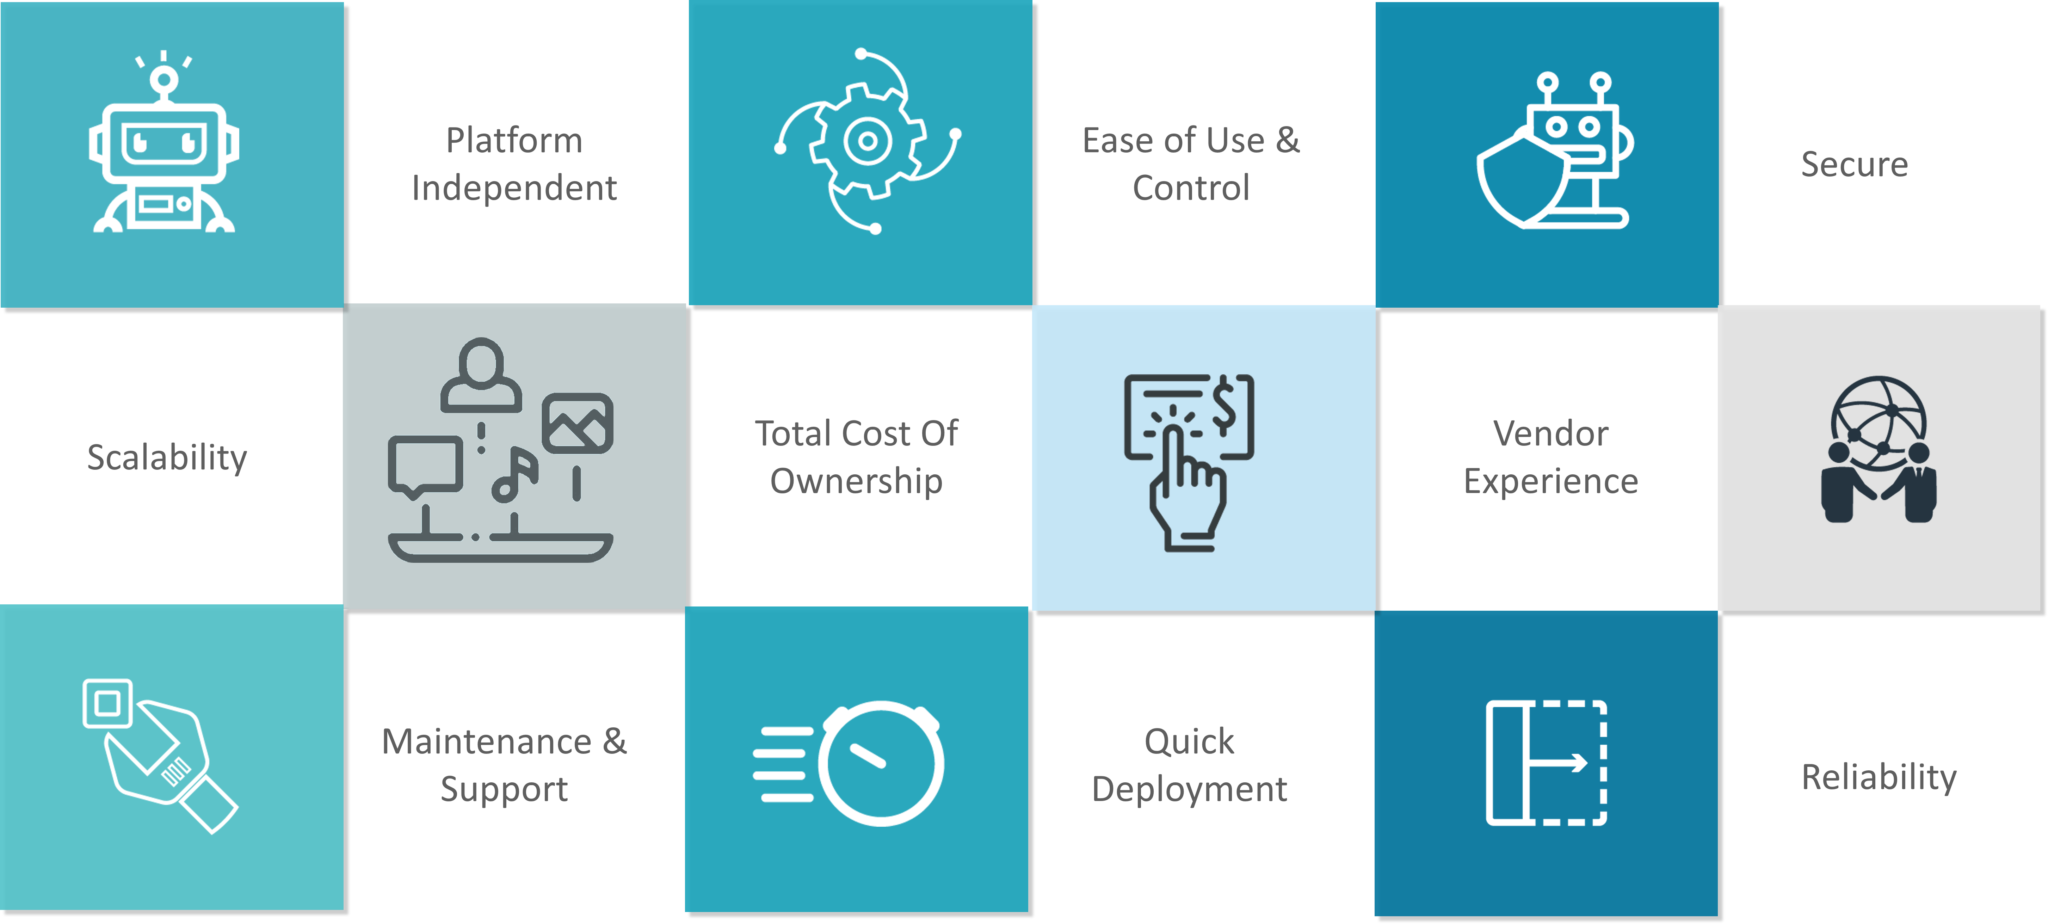 Platform
Independent
Ease of Use &
Control
Secure
Scalability
Total Cost Of
Ownership
Vendor
Experience
Maintenance &
Support
Quick
Deployment
Reliability